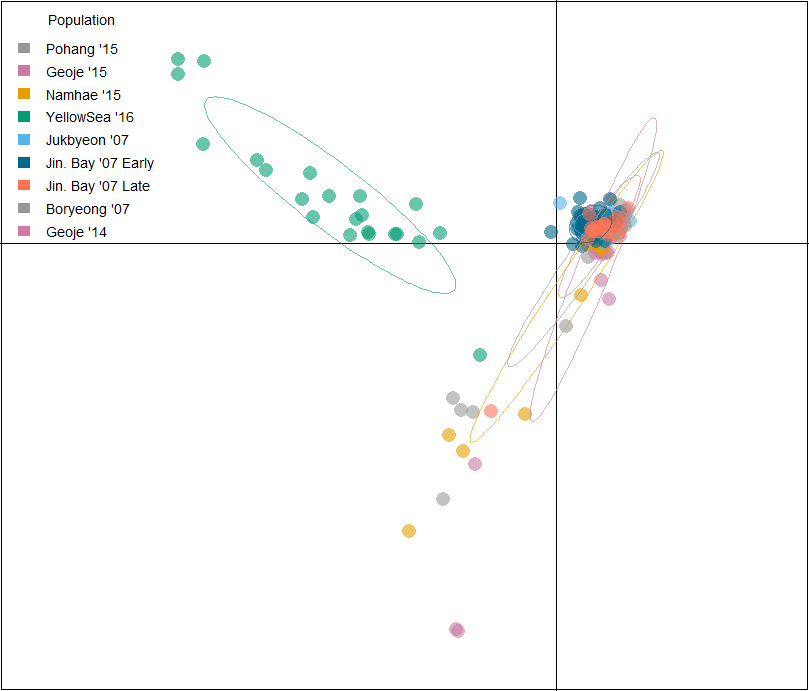 Population
Pohang '15
Geoje '15
Namhae '15
YellowSea '16
Jukbyeon '07
Jin. Bay '07 Early
Jin. Bay '07 Late
Boryeong '07
Geoje '14